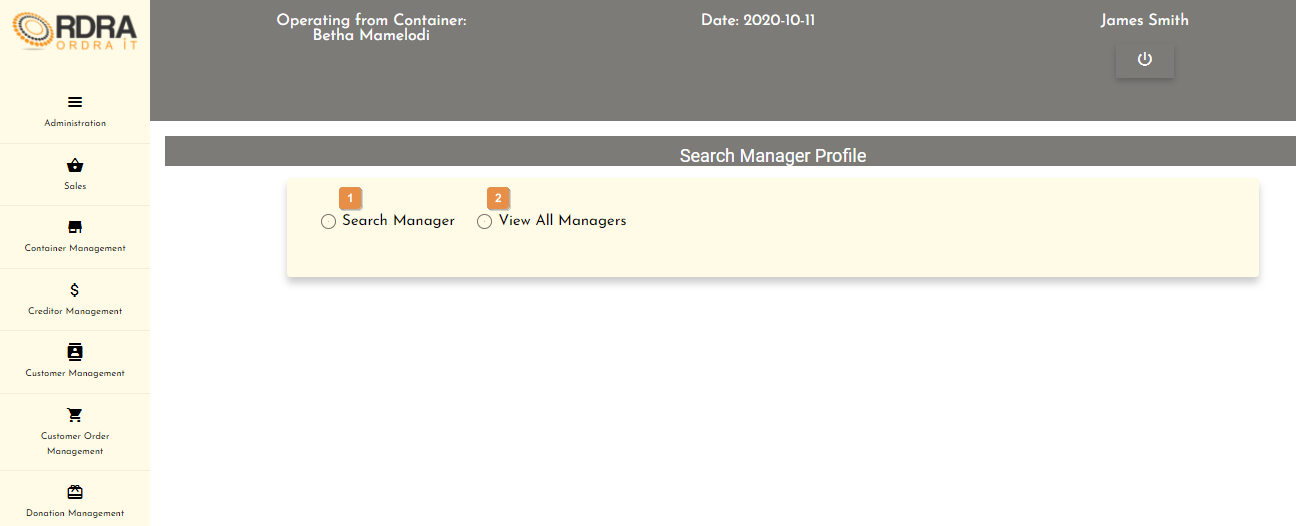 RDRA
ORDRA IT
Operating from Container:
Betha Mamelodi
Date: 2020-10-11
James Smith
Administration
Sales
Container Management
Creditor Management
Customer Management
Customer Order
Management
Donation Management
Search Manager Profile
1
2
Search Manager
View All Managers